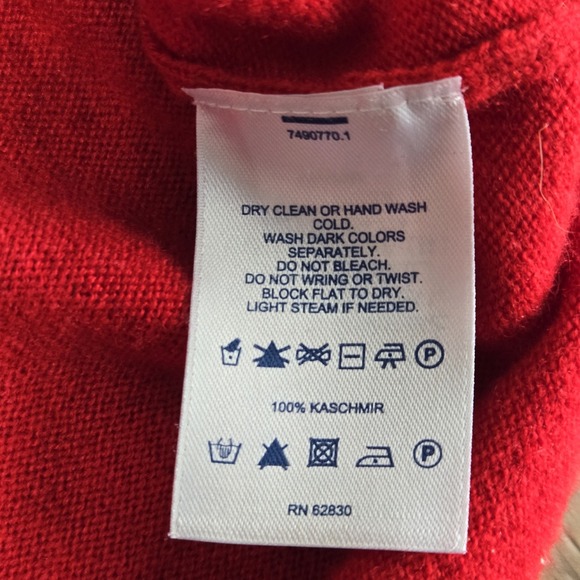 7490770.1
DRY CLEAN OR HAND WASH
COLD.
WASH DARK COLORS
SEPARATELY.
DO NOT BLEACH.
DO NOT WRING OR TWIST.
BLOCK FLAT TO DRY.
LIGHT STEAM IF NEEDED.
P
100% KASCHMIR
P
RN 62830